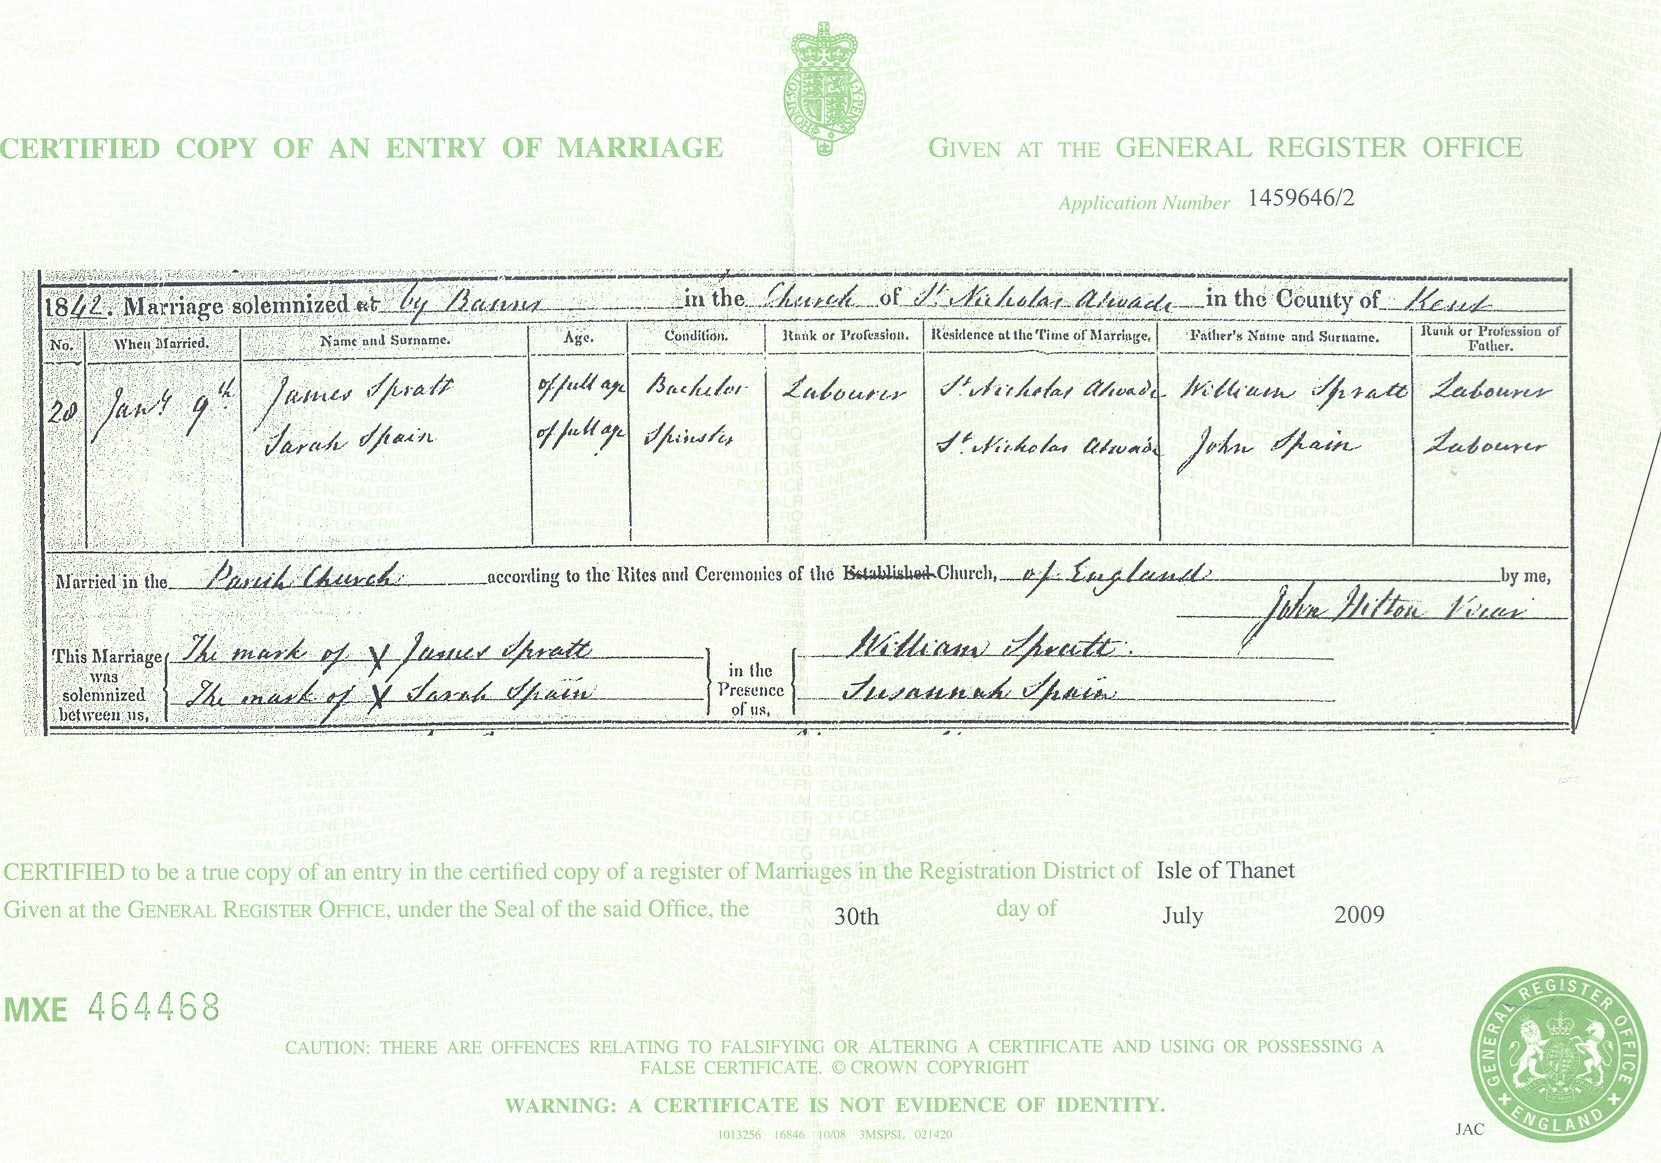 CERTIFIED COPY OF AN ENTRY OF MARRIAGE
GIVEN AT THE GENERAL REGISTER OFFICE
Application Number 1459646/2
1842. Marriage solemnized at by Banns in the Church of St. Nicholas Atwade in the County of Kent
No. When Married. Name and Surname. Age. Condition. Rank or Profession. Residence at the Time of Marriage. Father's Name and Surname. Rank or Profession of Father.
28 Jany 9th. James Spratt of full age Bachelor Labourer St. Nicholas Atwade William Spratt Labourer
Sarah Spain of full age Spinster St. Nicholas Atwade John Spain Labourer
Married in the Parish Church according to the Rites and Ceremonies of the Established Church, of England by me,
John Hilton Vicar
This Marriage was solemnized between us, The mark of X James Spratt in the Presence of us, William Spratt.
The mark of X Sarah Spain Susannah Spain
CERTIFIED to be a true copy of an entry in the certified copy of a register of Marriages in the Registration District of Isle of Thanet
Given at the GENERAL REGISTER OFFICE, under the Seal of the said Office, the 30th day of July 2009
MXE 464468
CAUTION: THERE ARE OFFENCES RELATING TO FALSIFYING OR ALTERING A CERTIFICATE AND USING OR POSSESSING A
FALSE CERTIFICATE. © CROWN COPYRIGHT
WARNING: A CERTIFICATE IS NOT EVIDENCE OF IDENTITY.
1013256 16846 10/08 3MSPSL 021420
JAC
GENERAL REGISTER OFFICE
ENGLAND